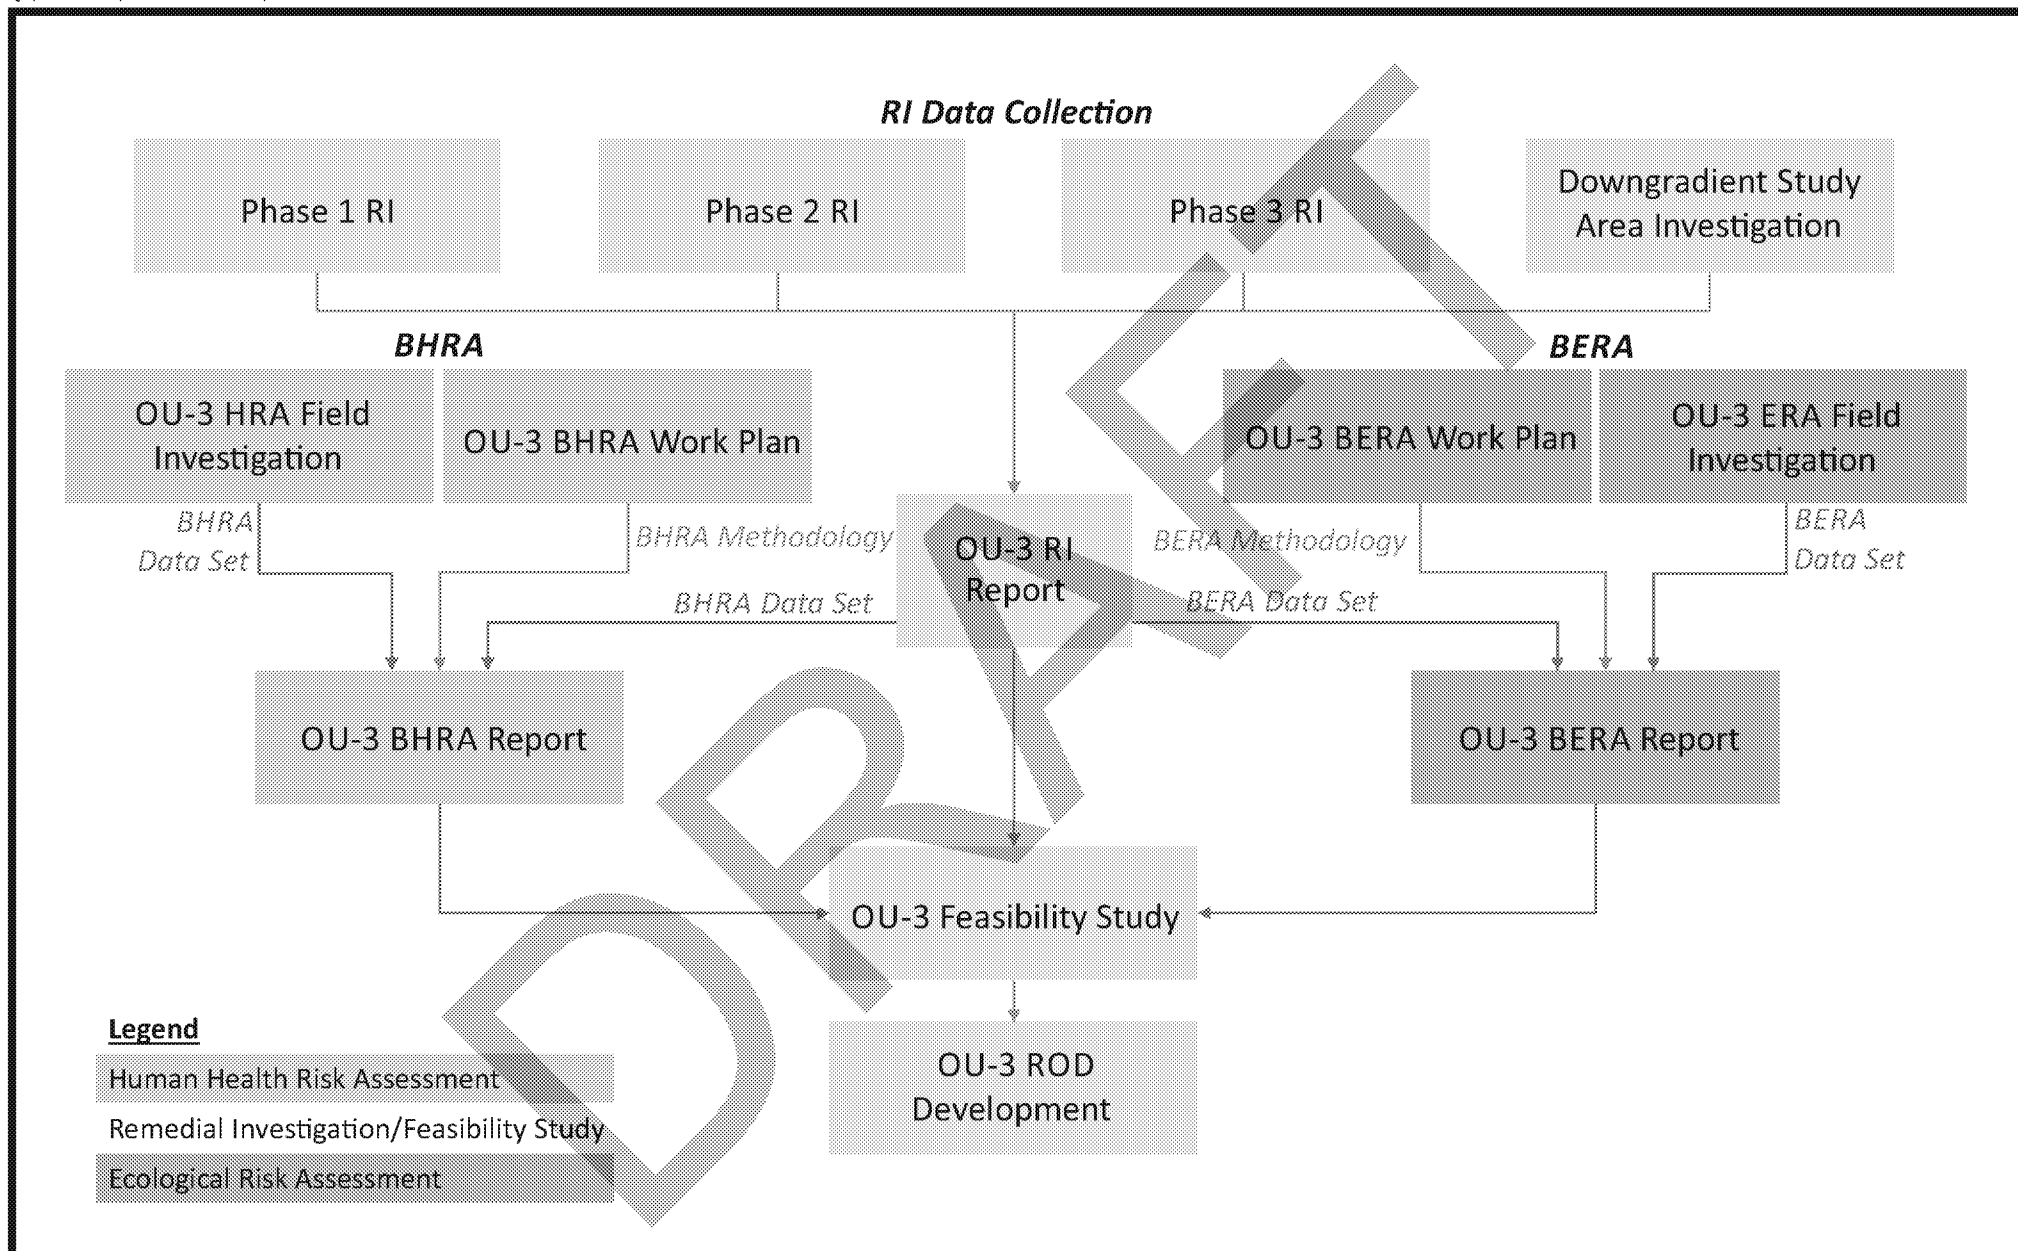 RI Data Collection
Phase 1 RI
Phase 2 RI
Phase 3 RI
Downgradient Study
Area Investigation
BHRA
BERA
OU-3 HRA Field
Investigation
OU-3 BHRA Work Plan
OU-3 BERA Work Plan
OU-3 ERA Field
Investigation
BHRA
Data Set
BHRA Methodology
OU-3 RI
Report
BERA Methodology
BERA
Data Set
BHRA Data Set
BERA Data Set
OU-3 BHRA Report
OU-3 BERA Report
OU-3 Feasibility Study
OU-3 ROD
Development
Legend
Human Health Risk Assessment
Remedial Investigation/Feasibility Study
Ecological Risk Assessment
DRAFT